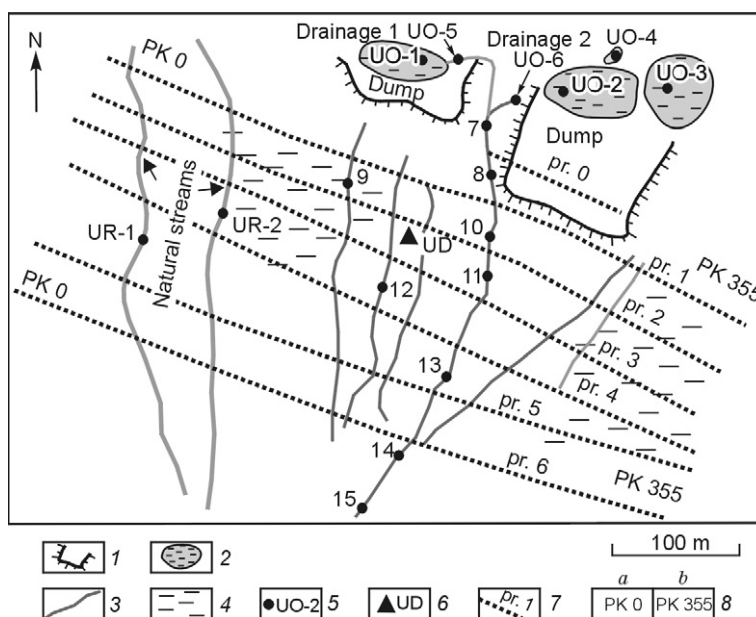 N
PK 0
Drainage 1 UO-5
UO-1
Dump
Drainage 2
UO-6
UO-4
UO-2
UO-3
Dump
7
pr. 0
8
9
Natural streams
UR-1
UR-2
UD
10
11
12
pr. 1
PK 355
pr. 2
pr. 3
pr. 4
PK 0
13
pr. 5
14
pr. 6
PK 355
15
100 m
1
2
a
b
3
4
UO-2 5
UD 6
pr. 1 7
PK 0 PK 355 8